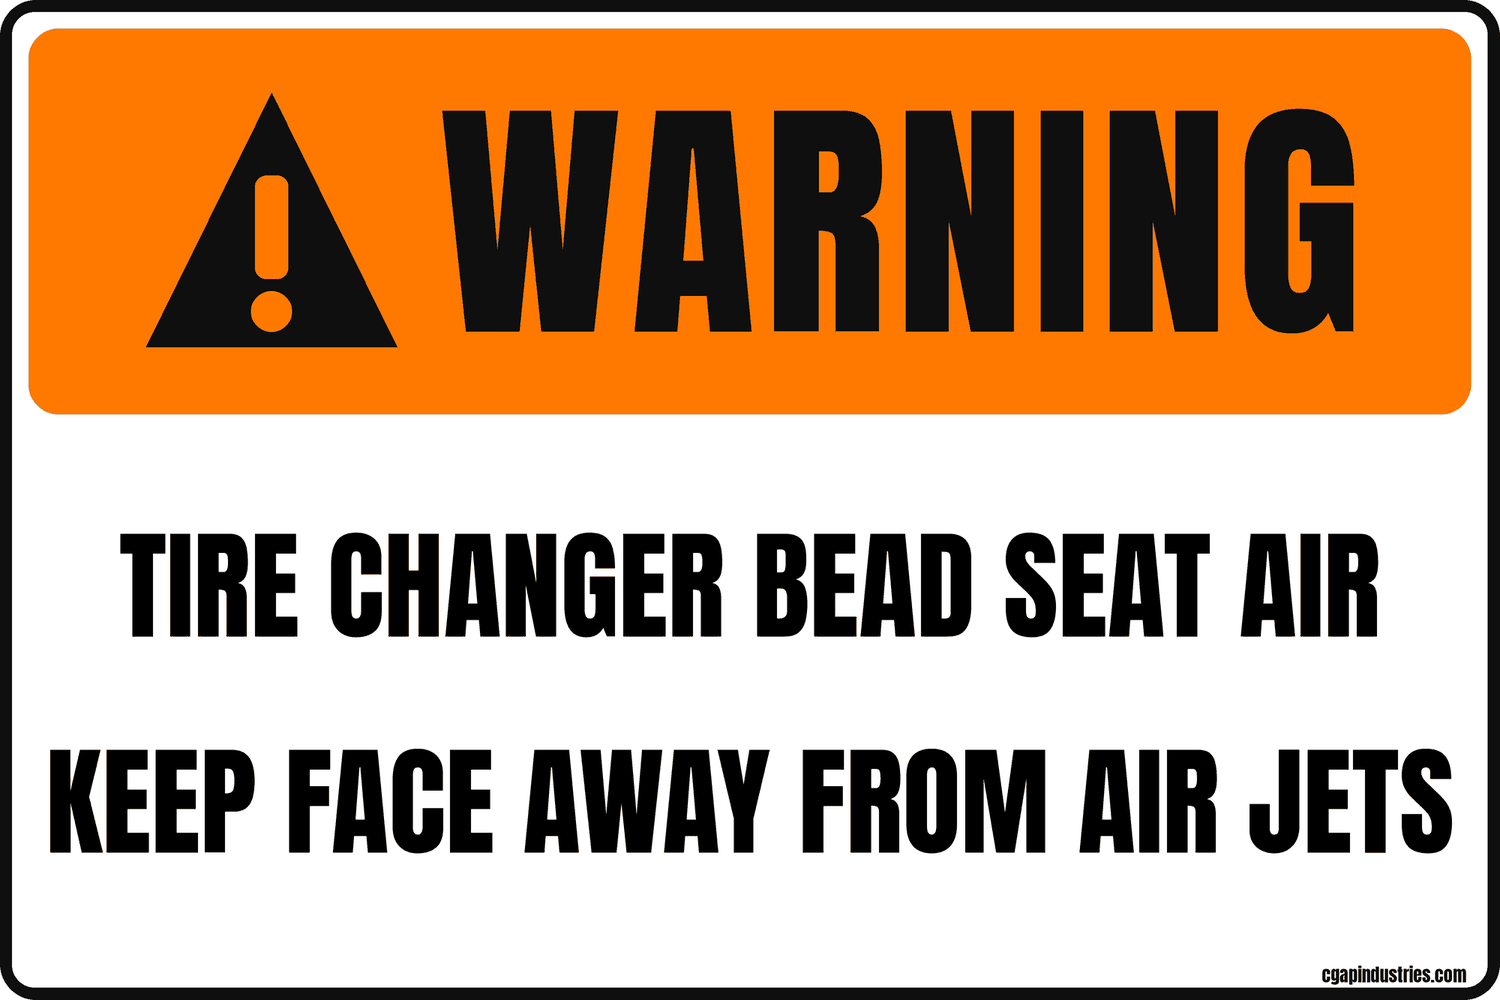 WARNING
TIRE CHANGER BEAD SEAT AIR
KEEP FACE AWAY FROM AIR JETS
cgapindustries.com